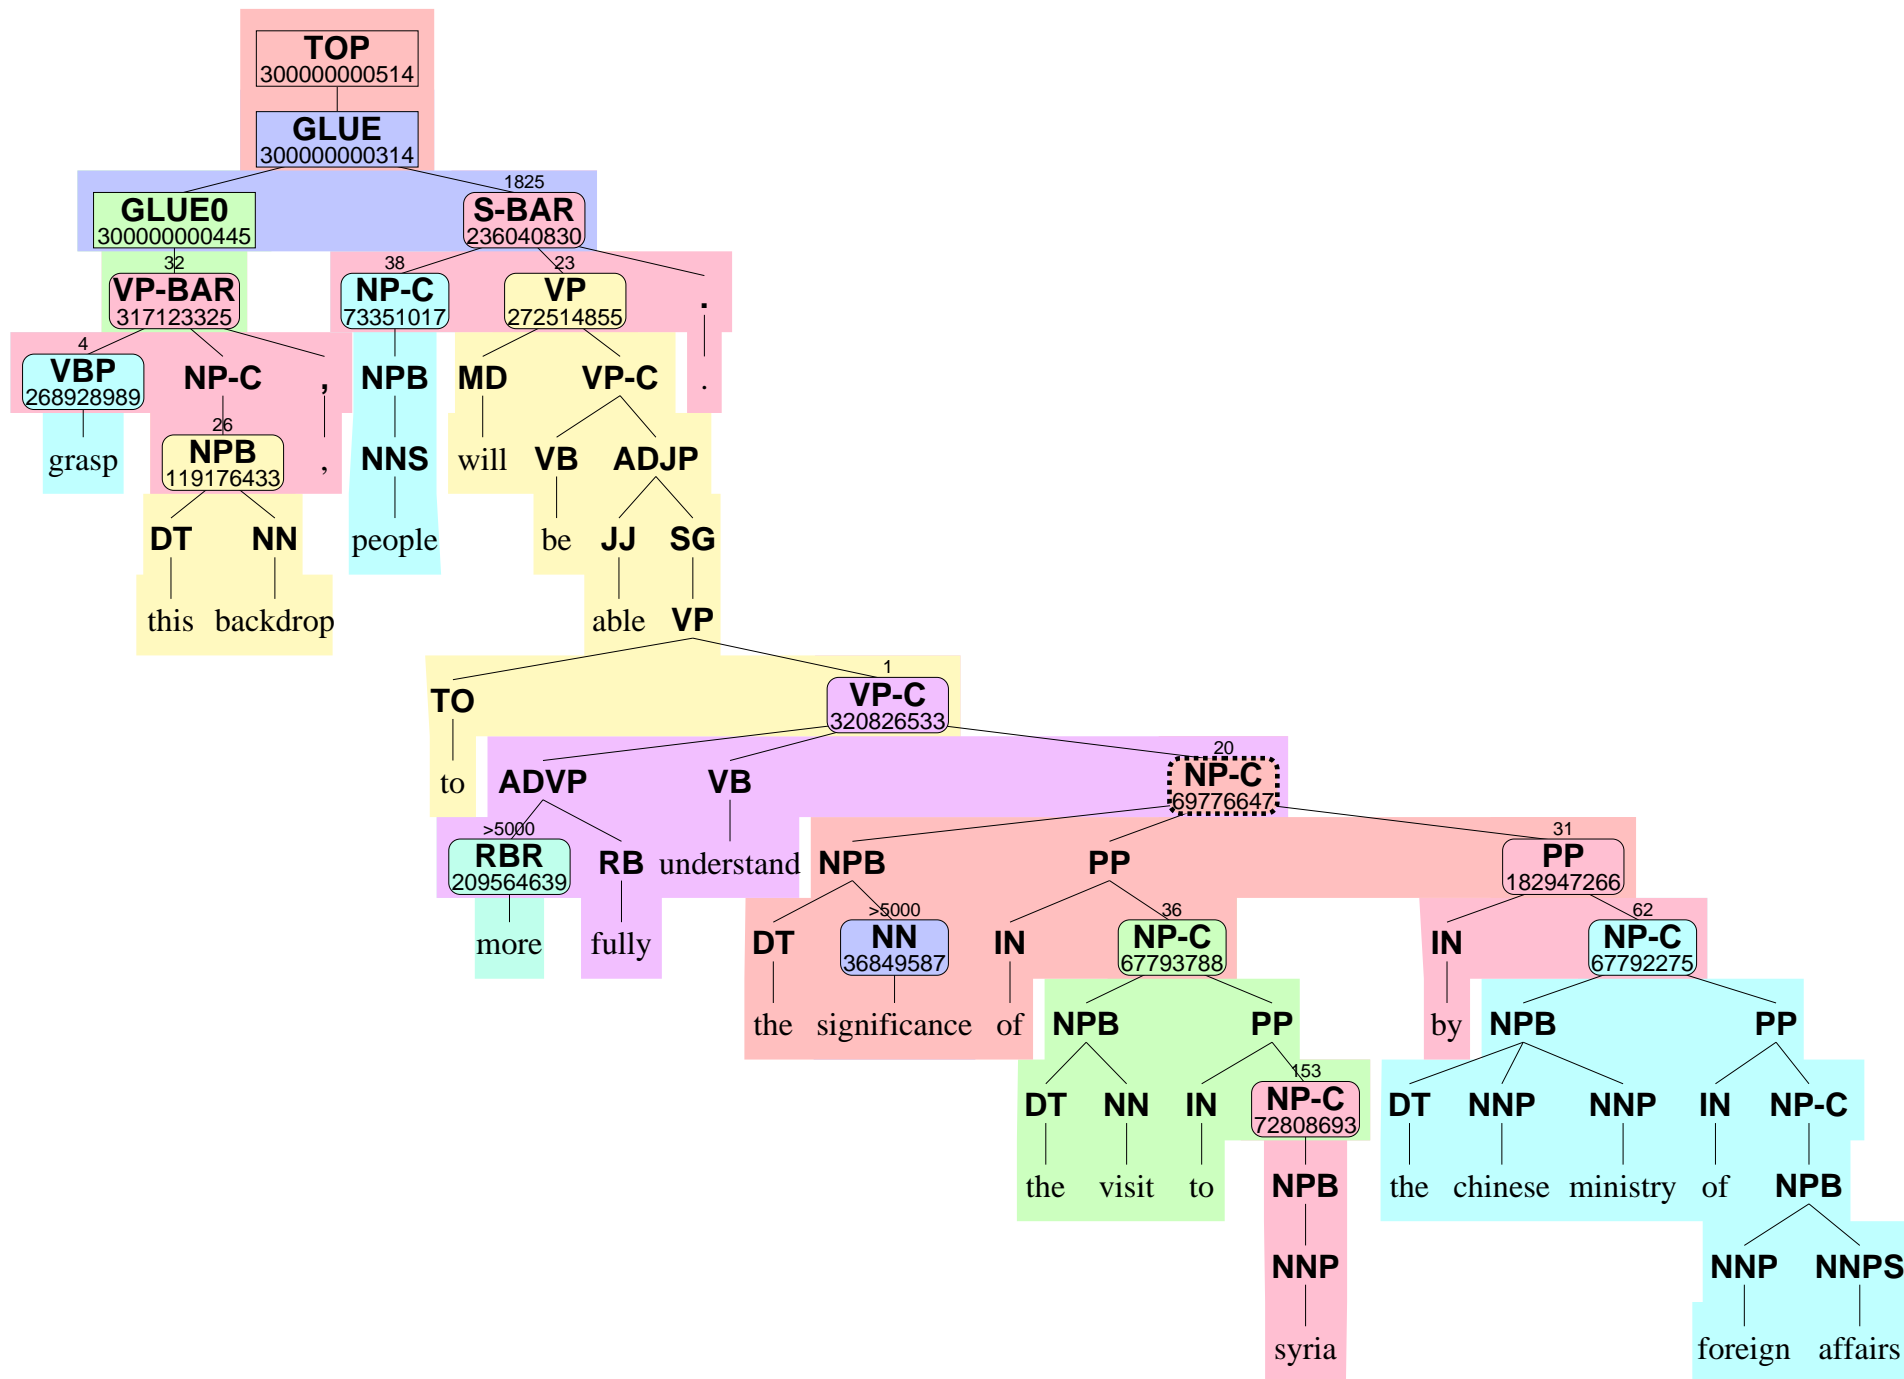 TOP
300000000514
GLUE
300000000314
1825
GLUE0 S-BAR
300000000445 236040830
32 38 23
VP-BAR NP-C VP .
317123325 73351017 272514855
4
VBP NP-C , NPB MD VP-C .
268928989
26
grasp NPB , NNS will VB ADJP
119176433
DT NN people be JJ SG
this backdrop able VP
1
TO VP-C
320826533
20
to ADVP VB NP-C
69776647
>5000 31
RBR RB understand NPB PP PP
209564639 182947266
>5000 36 62
more fully DT NN IN NP-C IN NP-C
36849587 67793788 67792275
the significance of NPB PP by NPB PP
153
DT NN IN NP-C DT NNP NNP IN NP-C
72808693
the visit to NPB the chinese ministry of NPB
NNP NNP NNPS
syria foreign affairs